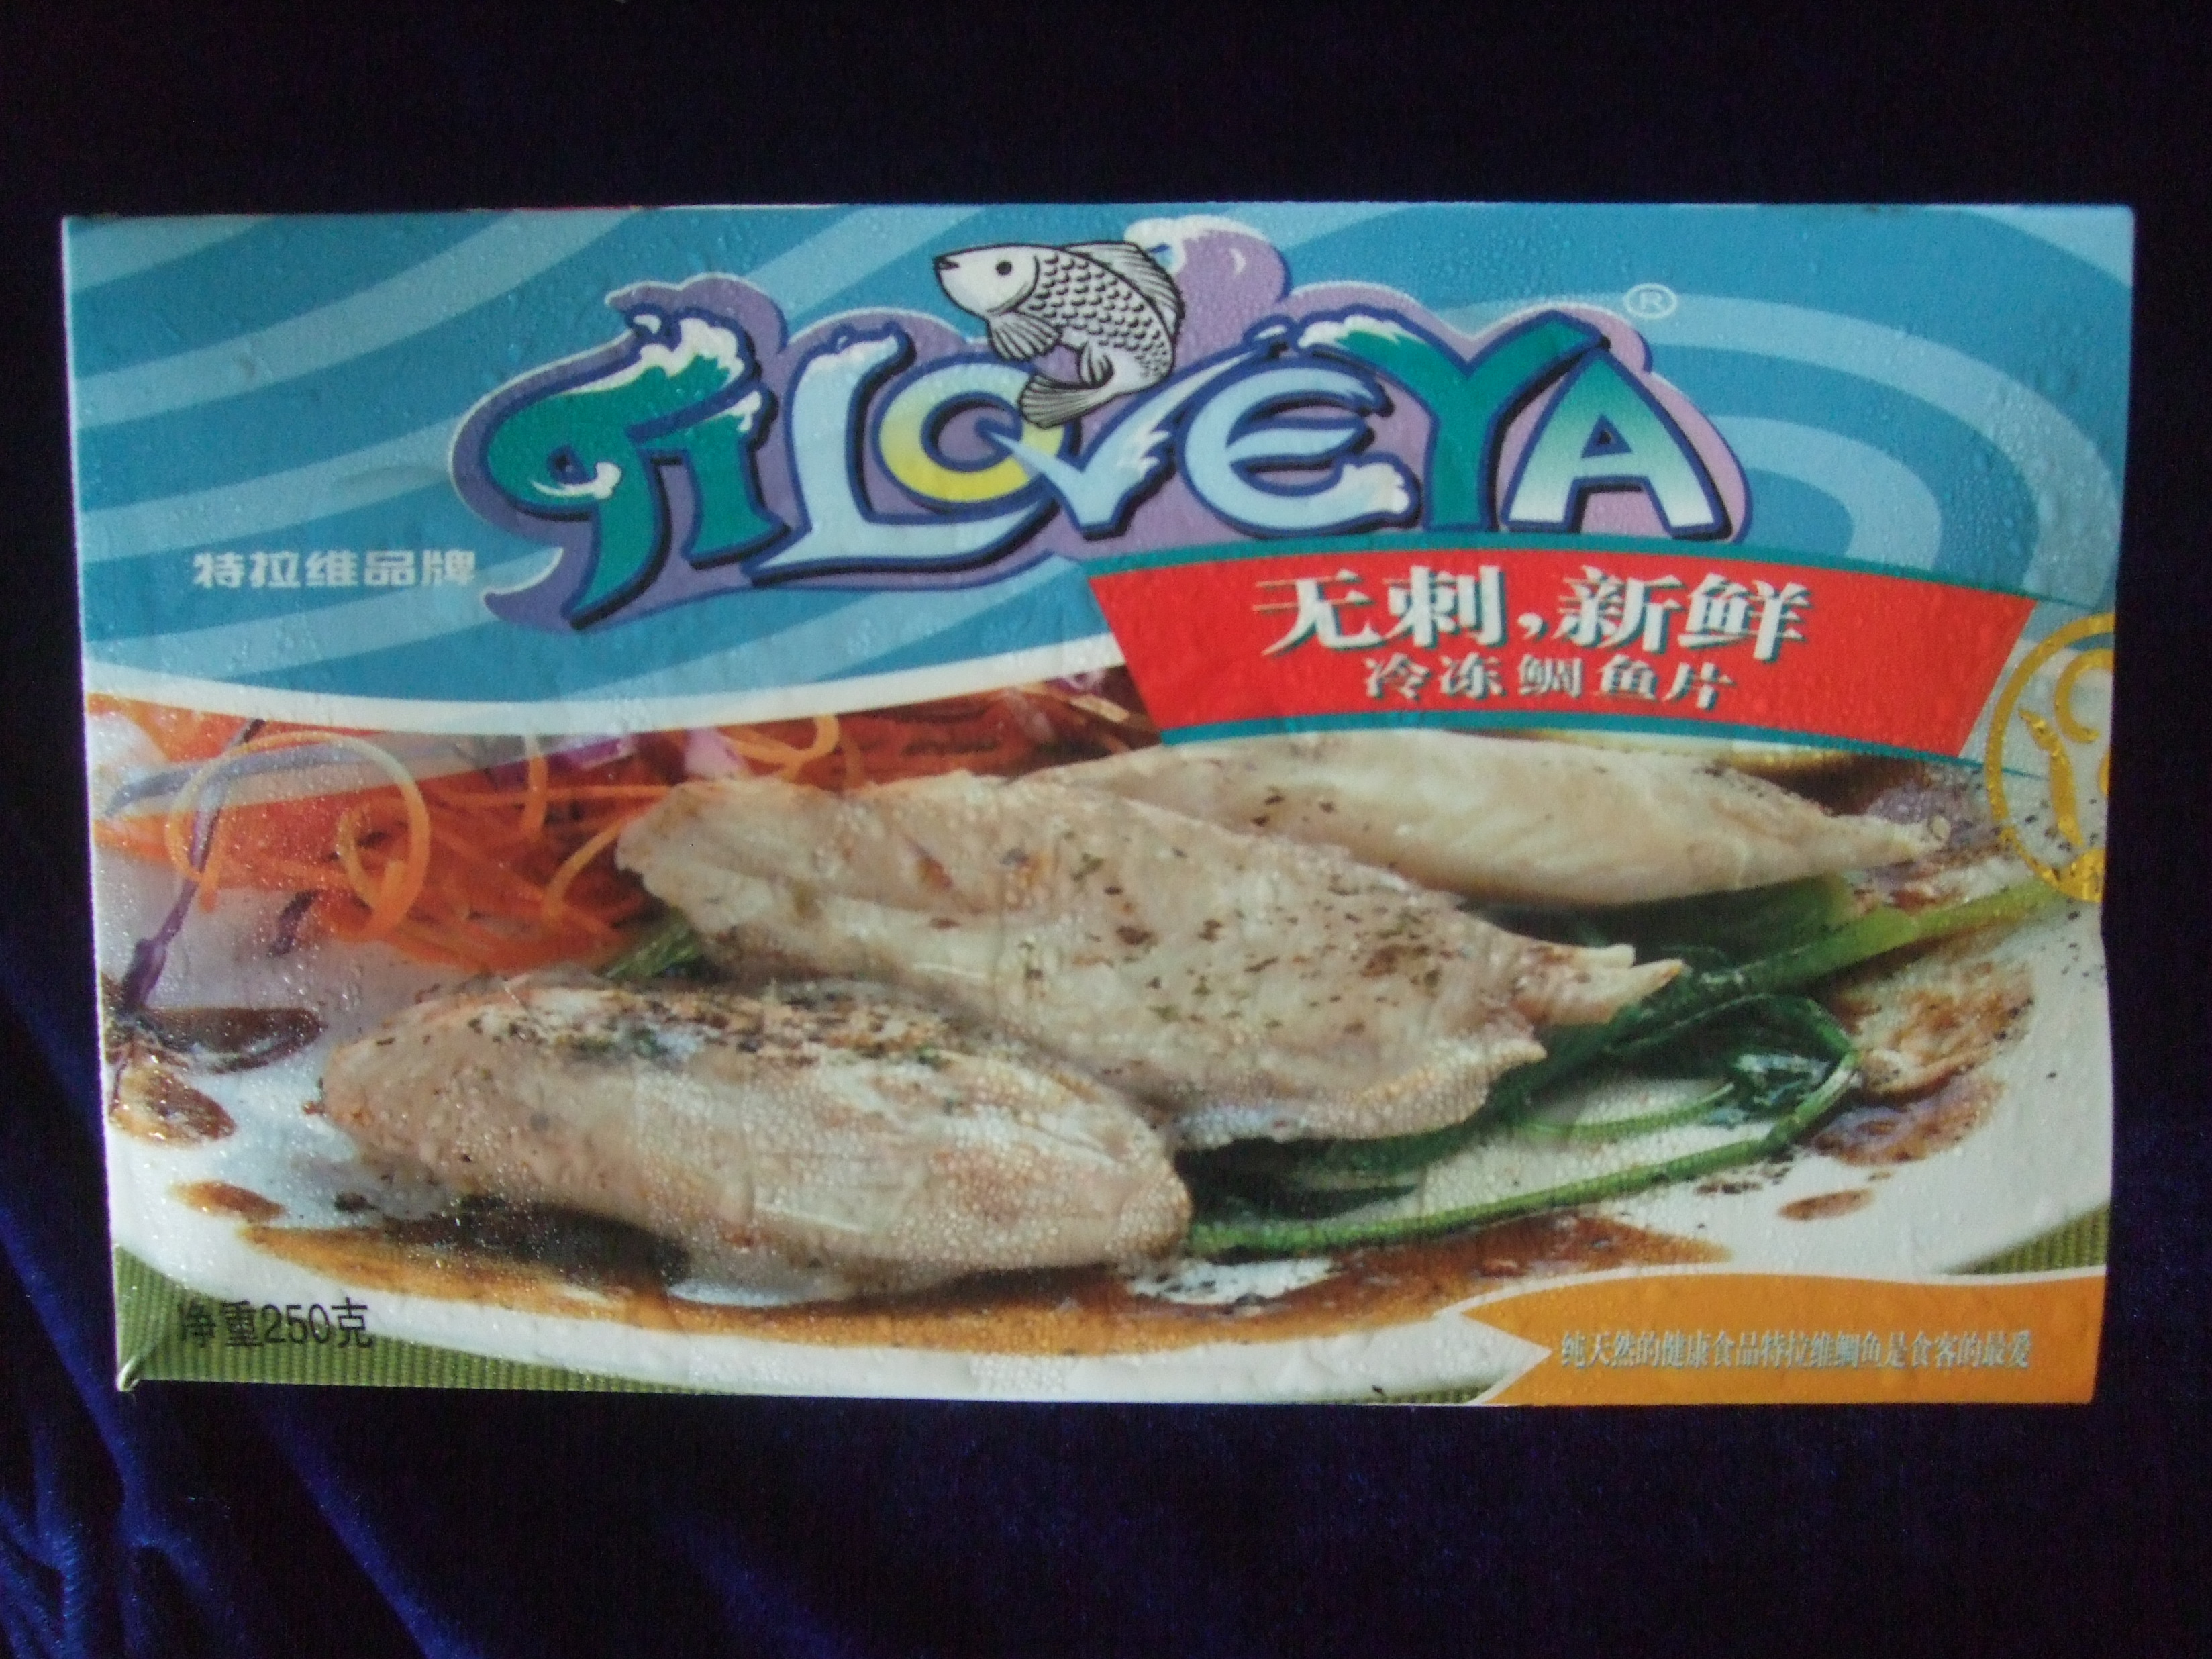 TILOVEYA®
特拉维品牌
无刺,新鲜
冷冻鲷鱼片
净重250克
纯天然的健康食品特拉维鲷鱼是食客的最爱